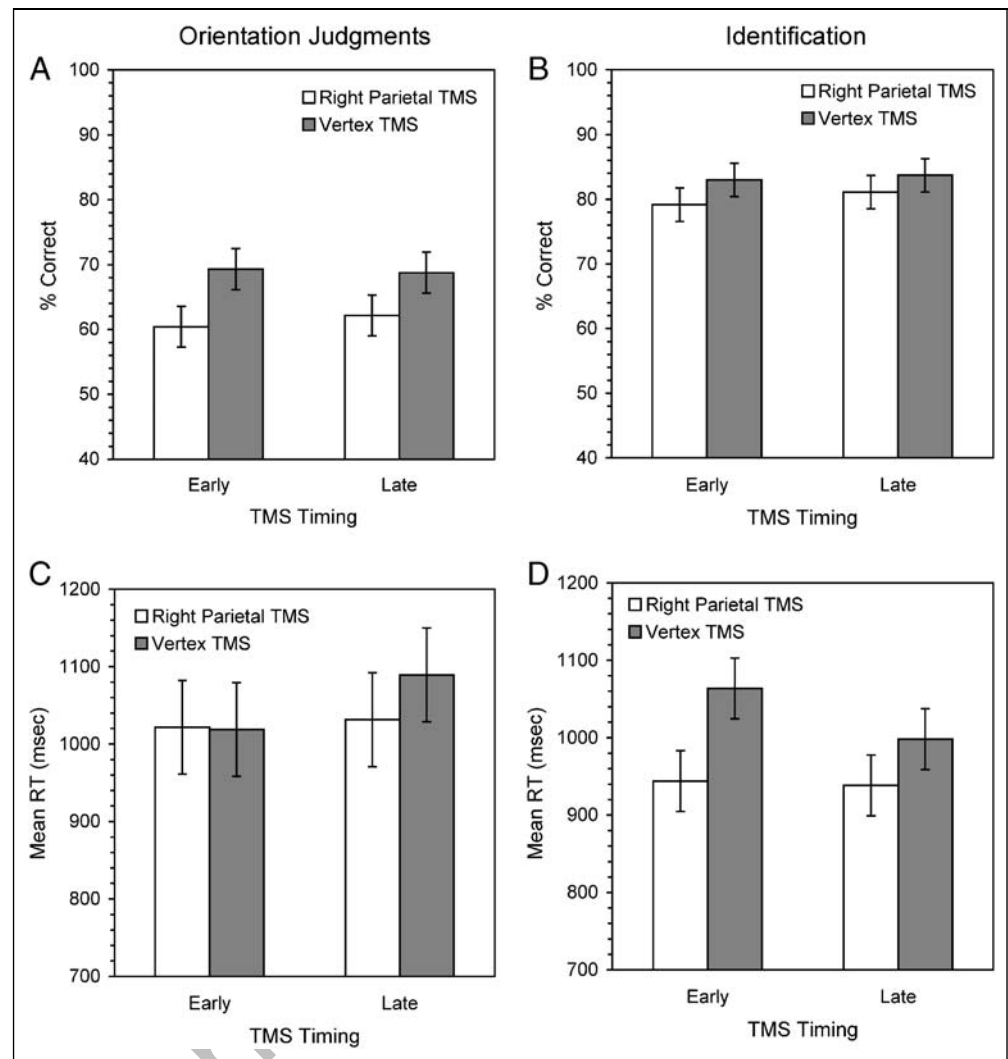 Orientation Judgments
Identification
A
B
100
90
80
70
60
50
40
% Correct
Right Parietal TMS
Vertex TMS
Early
Late
TMS Timing
100
90
80
70
60
50
40
% Correct
Right Parietal TMS
Vertex TMS
Early
Late
TMS Timing
C
D
1200
1100
1000
900
800
700
Mean RT (msec)
Right Parietal TMS
Vertex TMS
Early
Late
TMS Timing
1200
1100
1000
900
800
700
Mean RT (msec)
Right Parietal TMS
Vertex TMS
Early
Late
TMS Timing